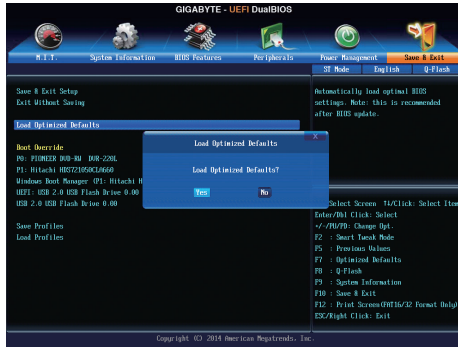 GIGABYTE - UEFI DualBIOS
M.I.T. System Information BIOS Features Peripherals Power Management Save & Exit
ST Mode English Q-Flash
Save & Exit Setup
Exit Without Saving
Load Optimized Defaults
Boot Override
P0: PIONEER DVD-RW DVR-220L
P1: Hitachi HDS721050CLA660
Windows Boot Manager (P1: Hitachi H
UEFI: USB 2.0 USB Flash Drive 0.00
USB 2.0 USB Flash Drive 0.00
Save Profiles
Load Profiles
Load Optimized Defaults
X
Load Optimized Defaults?
Yes No
Automatically load optimal BIOS
settings. Note: this is recommended
after BIOS update.
Select Screen ↑↓/Click: Select Item
Enter/Dbl Click: Select
+/-/PU/PD: Change Opt.
F2 : Smart Tweak Mode
F5 : Previous Values
F7 : Optimized Defaults
F8 : Q-Flash
F9 : System Information
F10 : Save & Exit
F12 : Print Screen(FAT16/32 Format Only)
ESC/Right Click: Exit
Copyright (C) 2014 American Megatrends, Inc.